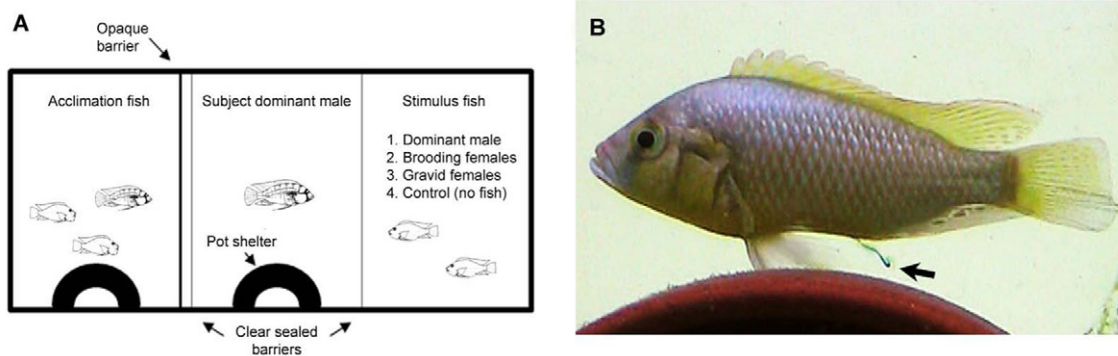 A
Opaque
barrier
Acclimation fish
Subject dominant male
Stimulus fish
1. Dominant male
2. Brooding females
3. Gravid females
4. Control (no fish)
Pot shelter
Clear sealed
barriers
B